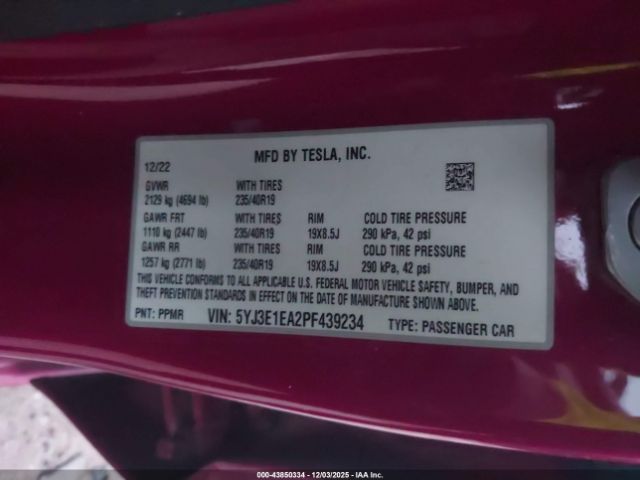 MFD BY TESLA, INC.
12/22
GVWR WITH TIRES
2129 kg (4694 lb) 235/40R19
GAWR FRT WITH TIRES RIM COLD TIRE PRESSURE
1110 kg (2447 lb) 235/40R19 19X8.5J 290 kPa, 42 psi
GAWR RR WITH TIRES RIM COLD TIRE PRESSURE
1257 kg (2771 lb) 235/40R19 19X8.5J 290 kPa, 42 psi
THIS VEHICLE CONFORMS TO ALL APPLICABLE U.S. FEDERAL MOTOR VEHICLE SAFETY, BUMPER, AND
THEFT PREVENTION STANDARDS IN EFFECT ON THE DATE OF MANUFACTURE SHOWN ABOVE.
PNT: PPMR VIN: 5YJ3E1EA2PF439234 TYPE: PASSENGER CAR
000-43850334 - 12/03/2025 - IAA Inc.